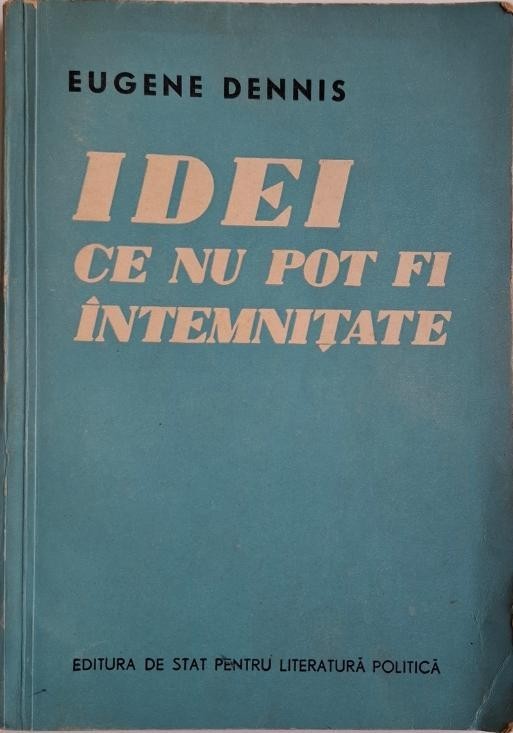 EUGENE DENNIS
IDEI
CE NU POT FI
ÎNTEMNIȚATE
EDITURA DE STAT PENTRU LITERATURĂ POLITICĂ